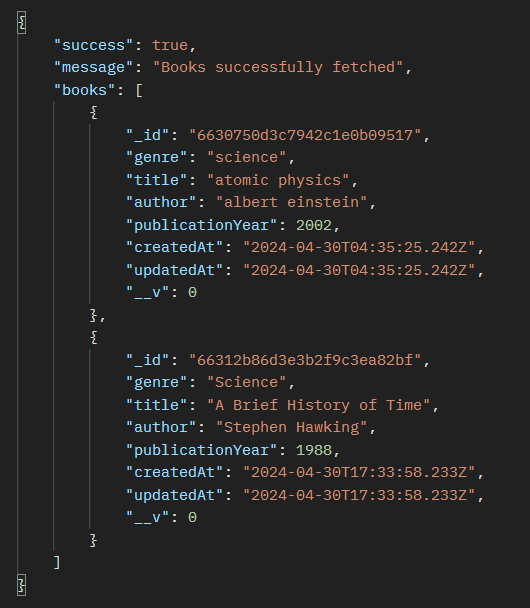 {
    "success": true,
    "message": "Books successfully fetched",
    "books": [
        {
            "_id": "6630750d3c7942c1e0b09517",
            "genre": "science",
            "title": "atomic physics",
            "author": "albert einstein",
            "publicationYear": 2002,
            "createdAt": "2024-04-30T04:35:25.242Z",
            "updatedAt": "2024-04-30T04:35:25.242Z",
            "__v": 0
        },
        {
            "_id": "66312b86d3e3b2f9c3ea82bf",
            "genre": "Science",
            "title": "A Brief History of Time",
            "author": "Stephen Hawking",
            "publicationYear": 1988,
            "createdAt": "2024-04-30T17:33:58.233Z",
            "updatedAt": "2024-04-30T17:33:58.233Z",
            "__v": 0
        }
    ]
}